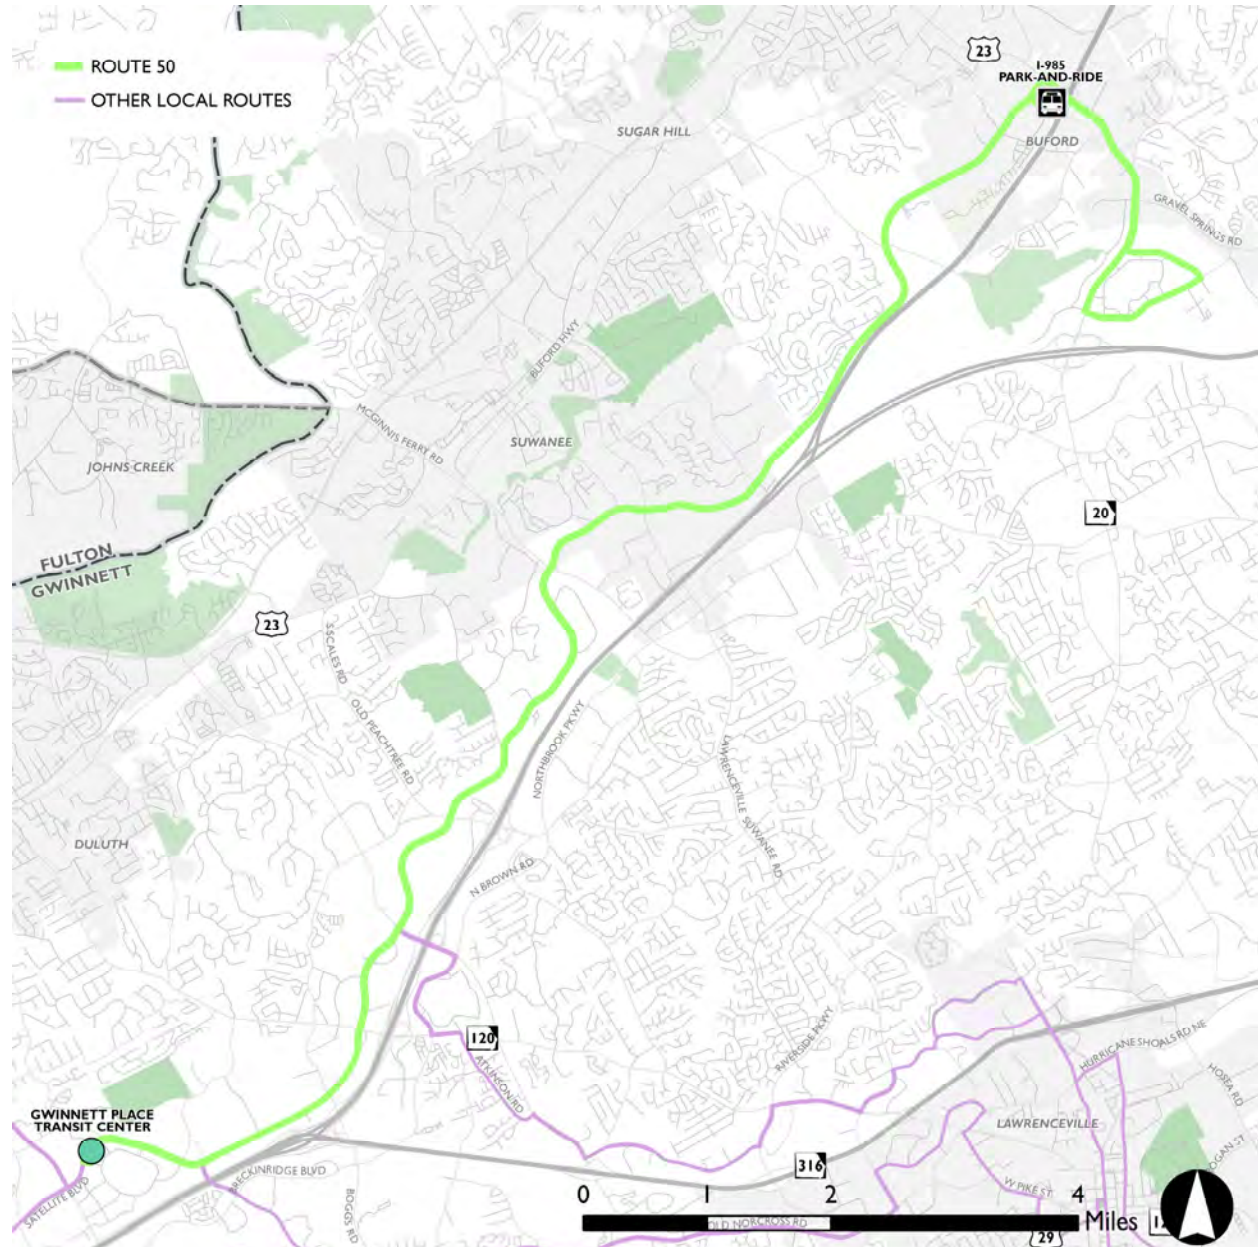 ROUTE 50
OTHER LOCAL ROUTES
23
I-985
PARK-AND-RIDE
SUGAR HILL
BUFORD
GRAVEL SPRINGS RD
BUFORD HWY
MCGINNIS FERRY RD
SUWANEE
JOHNS CREEK
20
FULTON
GWINNETT
23
SSCALES RD
OLD PEACHTREE RD
NORTHBROOK PKWY
LAWRENCEVILLE SUWANEE RD
DULUTH
N BROWN RD
120
ATKINSON RD
RIVERSIDE PKWY
HURRICANE SHOALS RD NE
HOSEA RD
GWINNETT PLACE
TRANSIT CENTER
LAWRENCEVILLE
BRECKINRIDGE BLVD
316
SATELLITE BLVD
BOGGS RD
W PIKE ST
0 1 2 4
Miles
OLD NORCROSS RD
29